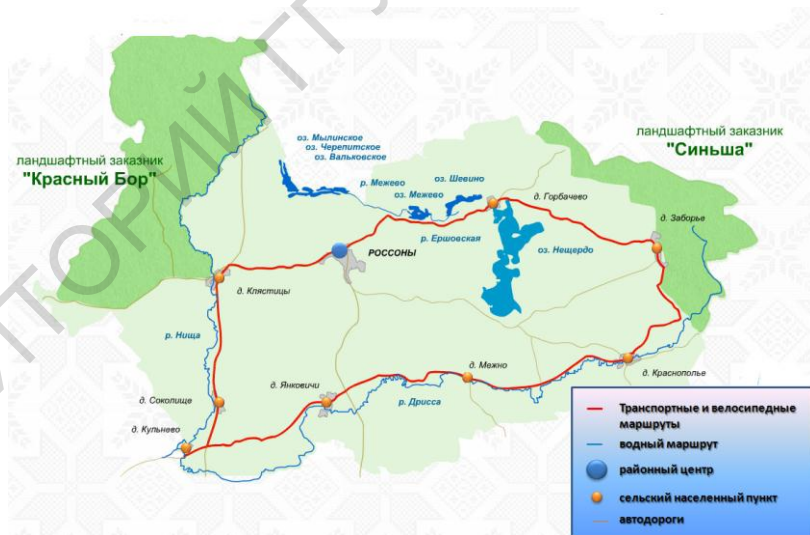 ТОРИЙ ГГУ
ландшафтный заказник
"Красный Бор"
оз. Мылинское
оз. Черепитское
оз. Вальковское
р. Межево
оз. Межево
оз. Шевино
ландшафтный заказник
"Синьша"
д. Горбачево
д. Заборье
р. Ершовская
оз. Нещердо
РОССОНЫ
д. Клястицы
р. Нища
д. Межно
д. Краснополье
д. Янковичи
д. Соколище
р. Дрисса
д. Кульнево
Транспортные и велосипедные
маршруты
водный маршрут
районный центр
сельский населенный пункт
автодороги